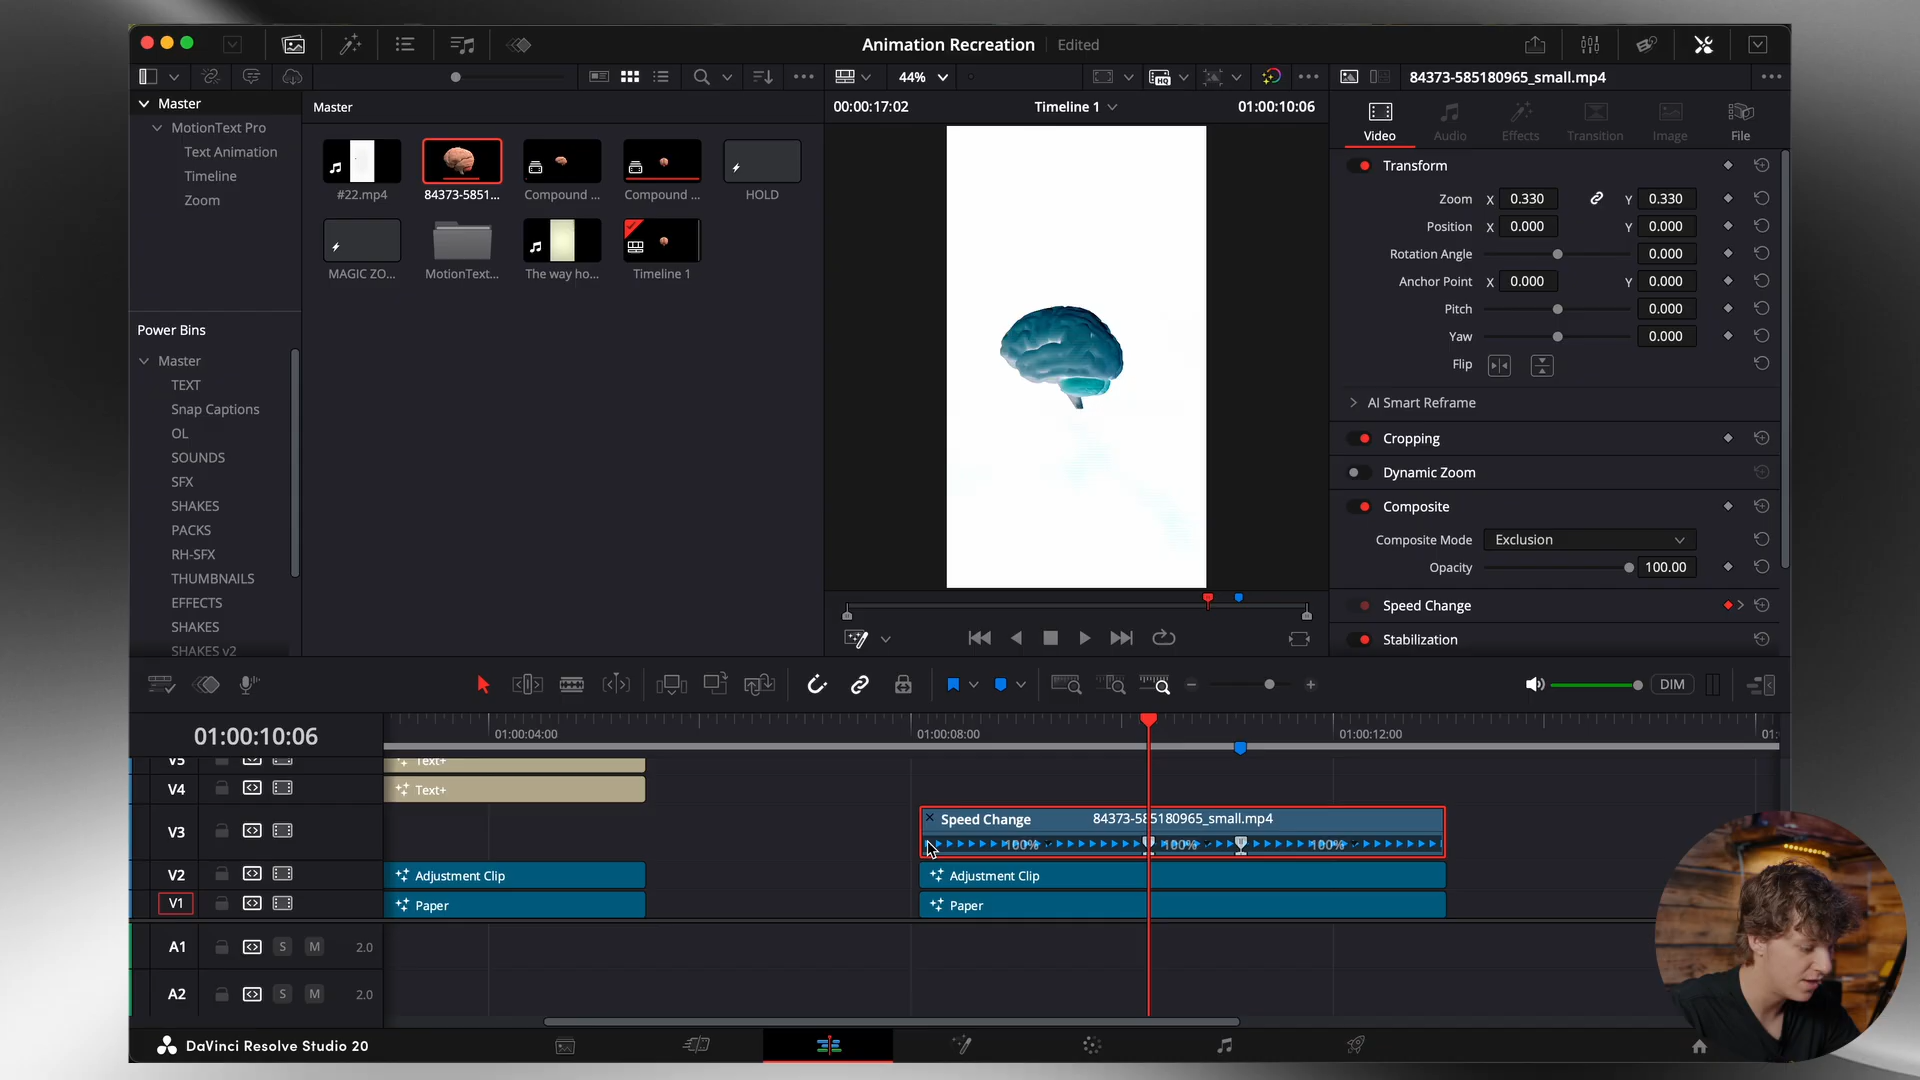 Animation Recreation Edited
44%
84373-585180965_small.mp4
Master
Master
00:00:17:02
Timeline 1
01:00:10:06
MotionText Pro
Text Animation
Timeline
Zoom
#22.mp4
84373-5851...
Compound ...
Compound ...
HOLD
MAGIC ZO...
MotionText...
The way ho...
Timeline 1
Power Bins
Master
TEXT
Snap Captions
OL
SOUNDS
SFX
SHAKES
PACKS
RH-SFX
THUMBNAILS
EFFECTS
SHAKES
SHAKES v2
Video
Audio
Effects
Transition
Image
File
Transform
Zoom X 0.330 Y 0.330
Position X 0.000 Y 0.000
Rotation Angle 0.000
Anchor Point X 0.000 Y 0.000
Pitch 0.000
Yaw 0.000
Flip
AI Smart Reframe
Cropping
Dynamic Zoom
Composite
Composite Mode Exclusion
Opacity 100.00
Speed Change
Stabilization
DIM
01:00:10:06
01:00:04:00
01:00:08:00
01:00:12:00
01:
V5 Text+
V4 Text+
V3 Speed Change 84373-585180965_small.mp4
100% 100% 100%
V2 Adjustment Clip Adjustment Clip
V1 Paper Paper
A1 S M 2.0
A2 S M 2.0
DaVinci Resolve Studio 20